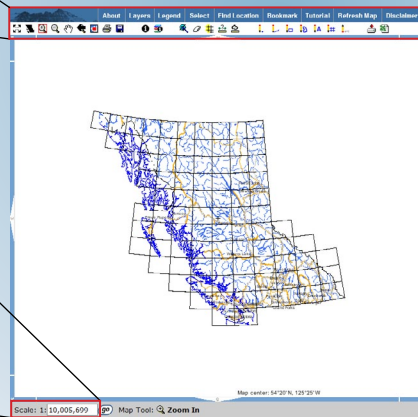 About Layers Legend Select Find Location Bookmark Tutorial Refresh Map Disclaimer
Map center: 54°20'N, 125°25'W
Scale: 1: 10,005,699 go Map Tool: Zoom In